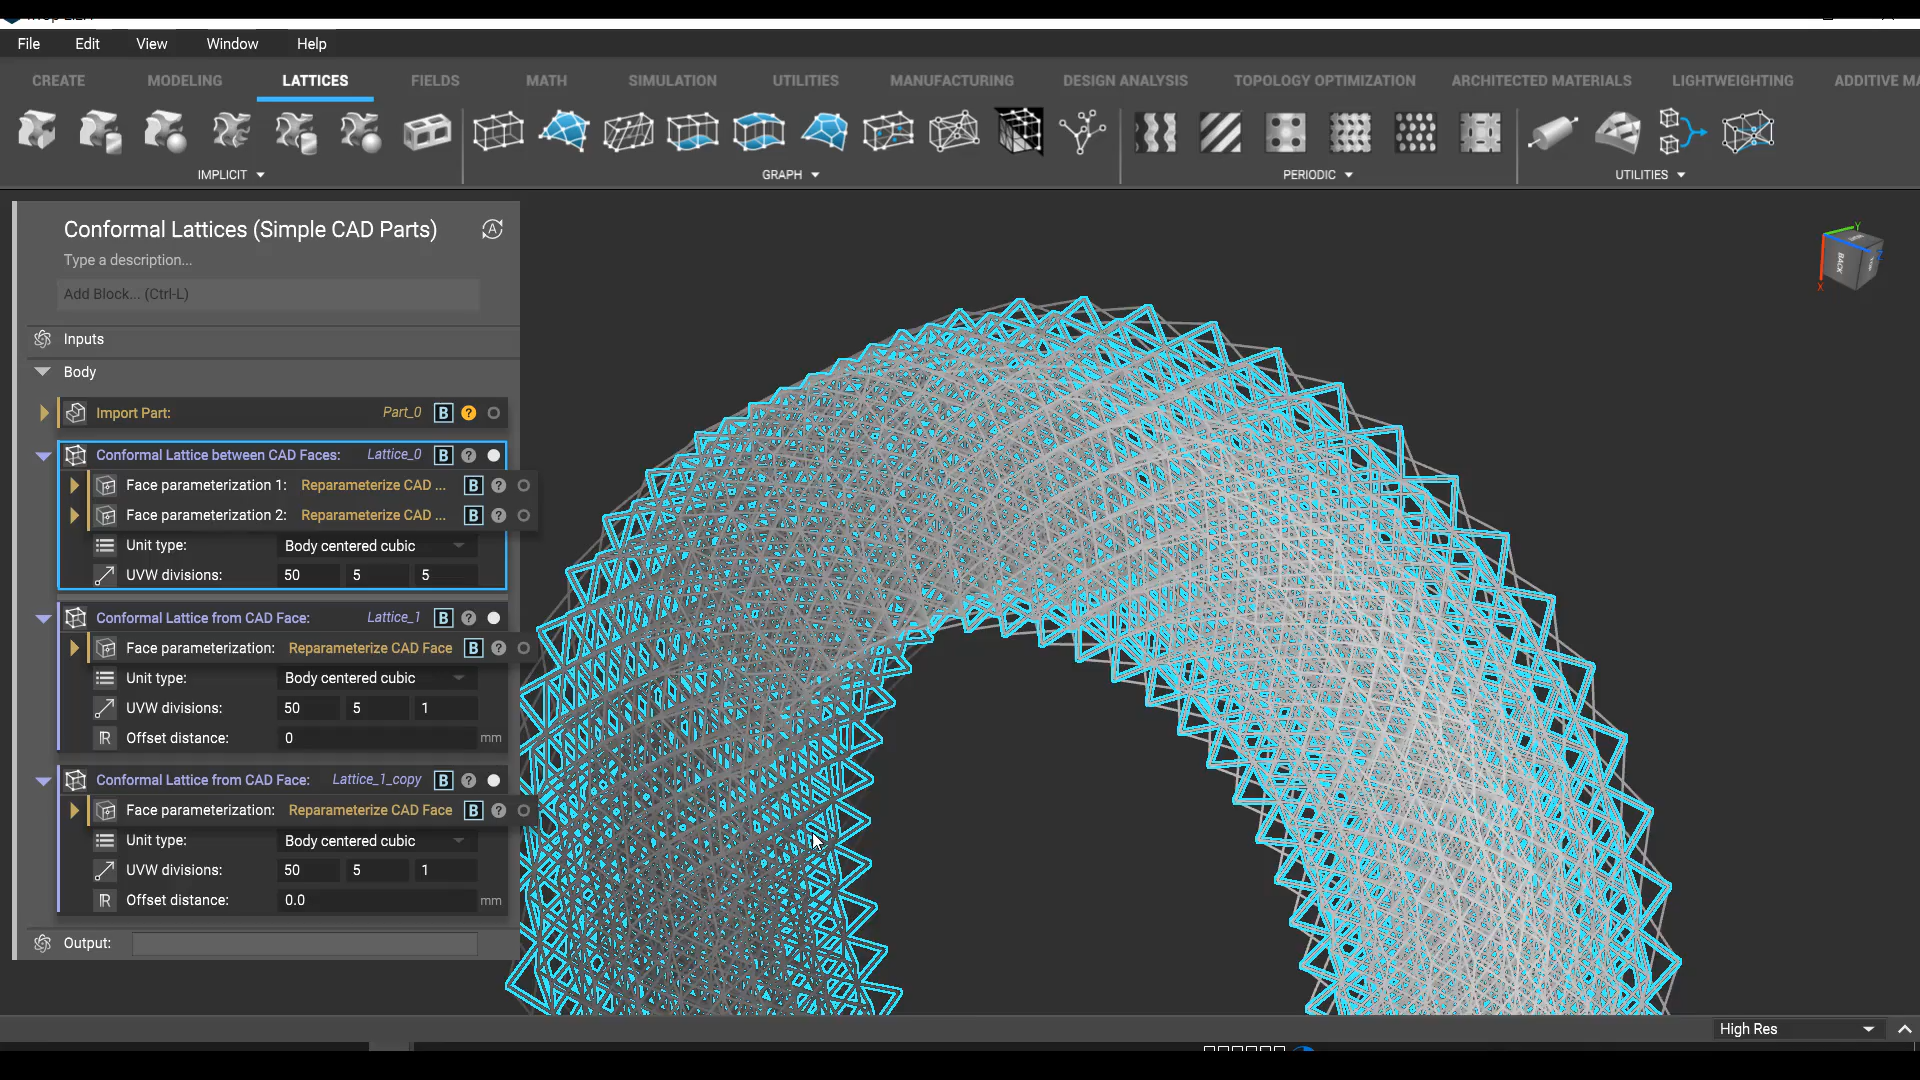 File Edit View Window Help
CREATE MODELING LATTICES FIELDS MATH SIMULATION UTILITIES MANUFACTURING DESIGN ANALYSIS TOPOLOGY OPTIMIZATION ARCHITECTED MATERIALS LIGHTWEIGHTING ADDITIVE MA
IMPLICIT GRAPH PERIODIC UTILITIES
Conformal Lattices (Simple CAD Parts)
Type a description...
Add Block... (Ctrl-L)
Inputs
Body
Import Part: Part_0 B ?
Conformal Lattice between CAD Faces: Lattice_0 B ?
Face parameterization 1: Reparameterize CAD ... B ?
Face parameterization 2: Reparameterize CAD ... B ?
Unit type: Body centered cubic
UVW divisions: 50 5 5
Conformal Lattice from CAD Face: Lattice_1 B ?
Face parameterization: Reparameterize CAD Face B ?
Unit type: Body centered cubic
UVW divisions: 50 5 1
Offset distance: 0 mm
Conformal Lattice from CAD Face: Lattice_1_copy B ?
Face parameterization: Reparameterize CAD Face B ?
Unit type: Body centered cubic
UVW divisions: 50 5 1
Offset distance: 0.0 mm
Output:
Y
BACK
X
High Res